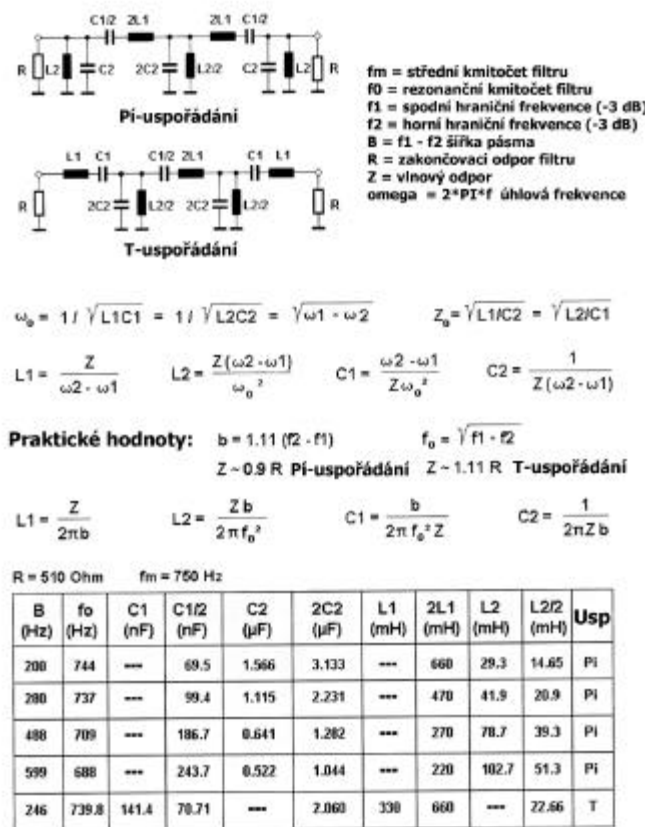 C1/2 2L1 2L1 C1/2
R L2 C2 2C2 L2/2 C2 L2 R
Pí-uspořádání
L1 C1 C1/2 2L1 C1 L1
R 2C2 L2/2 2C2 L2/2 R
T-uspořádání
fm = střední kmitočet filtru
f0 = rezonanční kmitočet filtru
f1 = spodní hraniční frekvence (-3 dB)
f2 = horní hraniční frekvence (-3 dB)
B = f1 - f2 šířka pásma
R = zakončovací odpor filtru
Z = vlnový odpor
omega = 2*PI*f úhlová frekvence
ω₀ = 1 / √L1C1 = 1 / √L2C2 = √ω1 - ω2 Z₀ = √L1/C2 = √L2/C1
L1 = Z / ω2 - ω1 L2 = Z(ω2-ω1) / ω₀² C1 = ω2 - ω1 / Zω₀² C2 = 1 / Z(ω2-ω1)
Praktické hodnoty: b = 1.11 (f2 - f1) f₀ = √f1 - f2
Z ~ 0.9 R Pí-uspořádání Z ~ 1.11 R T-uspořádání
L1 = Z / 2πb L2 = Z b / 2π f₀² C1 = b / 2π f₀² Z C2 = 1 / 2πZ b
R = 510 Ohm fm = 750 Hz
B (Hz) fo (Hz) C1 (nF) C1/2 (nF) C2 (µF) 2C2 (µF) L1 (mH) 2L1 (mH) L2 (mH) L2/2 (mH) Usp
200 744 --- 69.5 1.566 3.133 --- 660 29.3 14.65 Pi
280 737 --- 99.4 1.115 2.231 --- 470 41.9 20.9 Pi
488 709 --- 186.7 0.641 1.282 --- 270 78.7 39.3 Pi
599 688 --- 243.7 0.522 1.044 --- 220 102.7 51.3 Pi
246 739.8 141.4 70.71 --- 2.060 330 660 --- 22.66 T